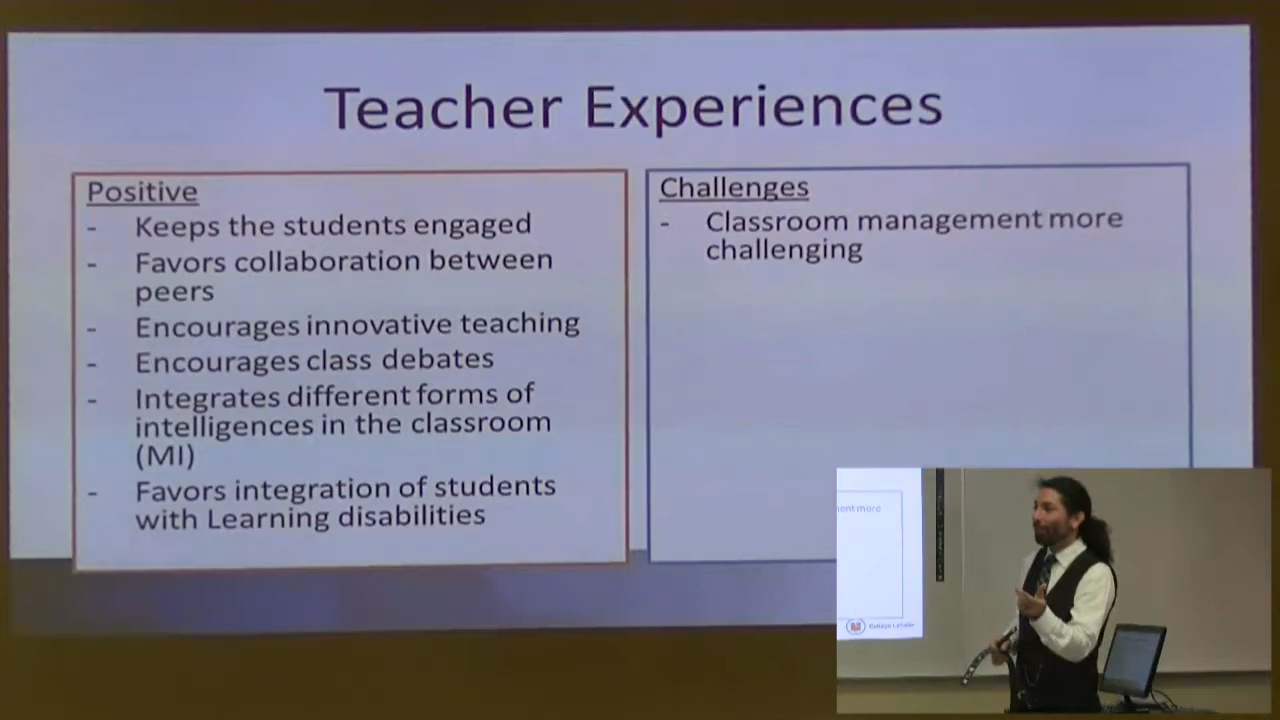 Teacher Experiences
Positive
- Keeps the students engaged
- Favors collaboration between
peers
- Encourages innovative teaching
- Encourages class debates
- Integrates different forms of
intelligences in the classroom
(MI)
- Favors integration of students
with Learning disabilities
Challenges
- Classroom management more
challenging
ment more